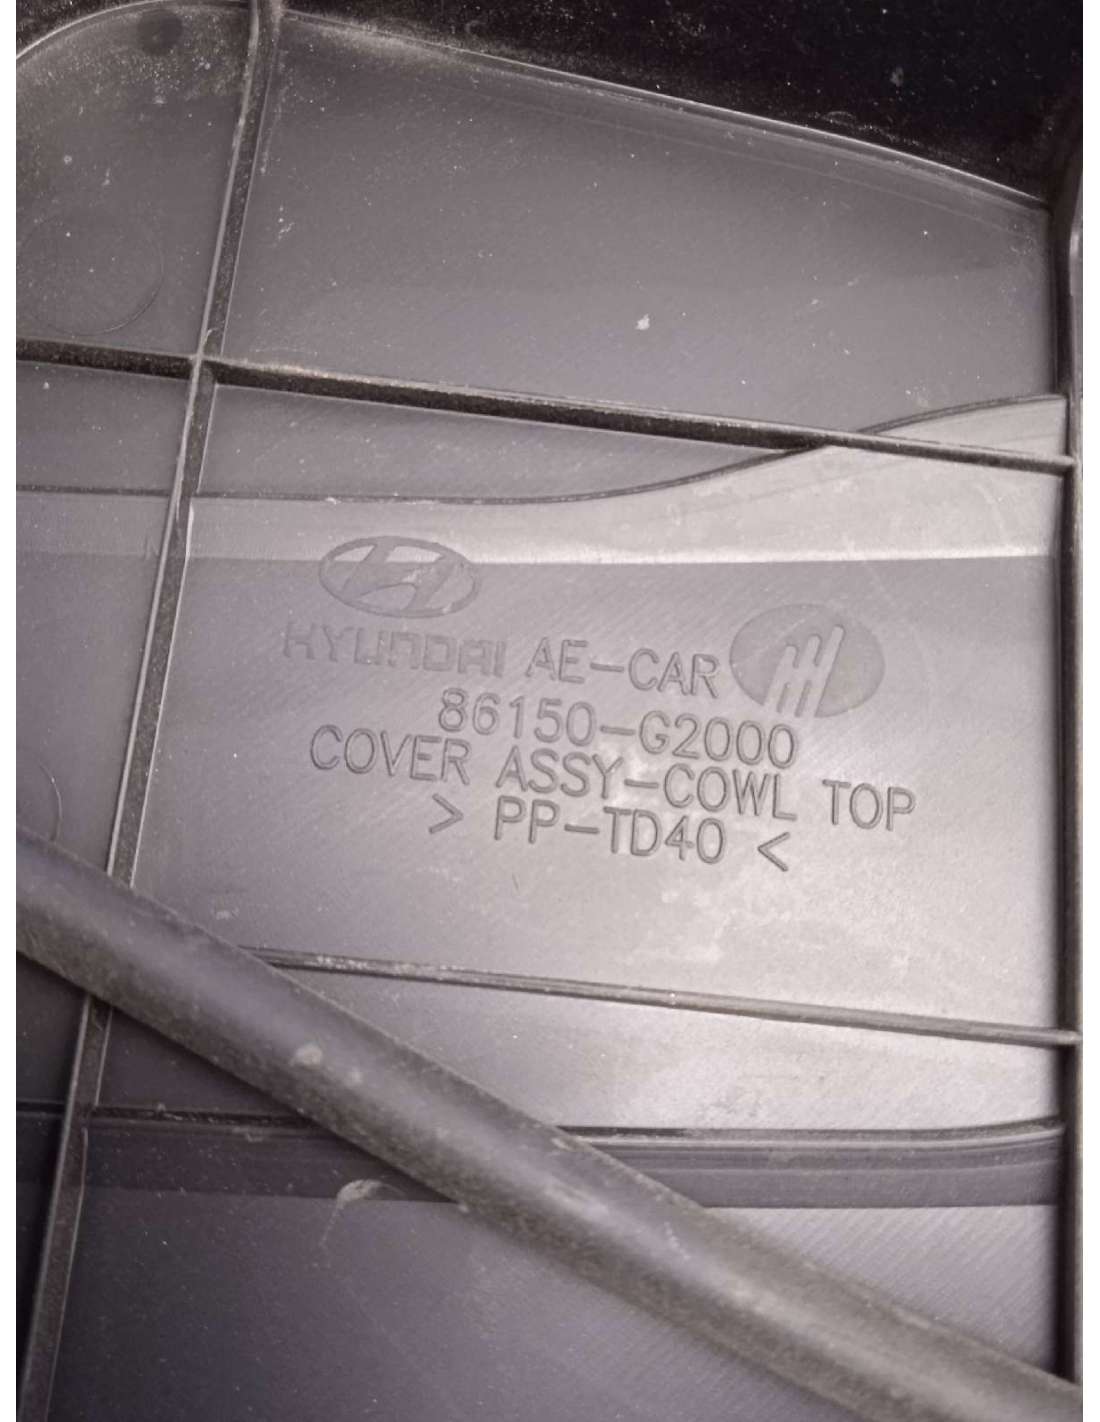 HYUNDAI AE-CAR
86150-G2000
COVER ASSY-COWL TOP
> PP-TD40 <